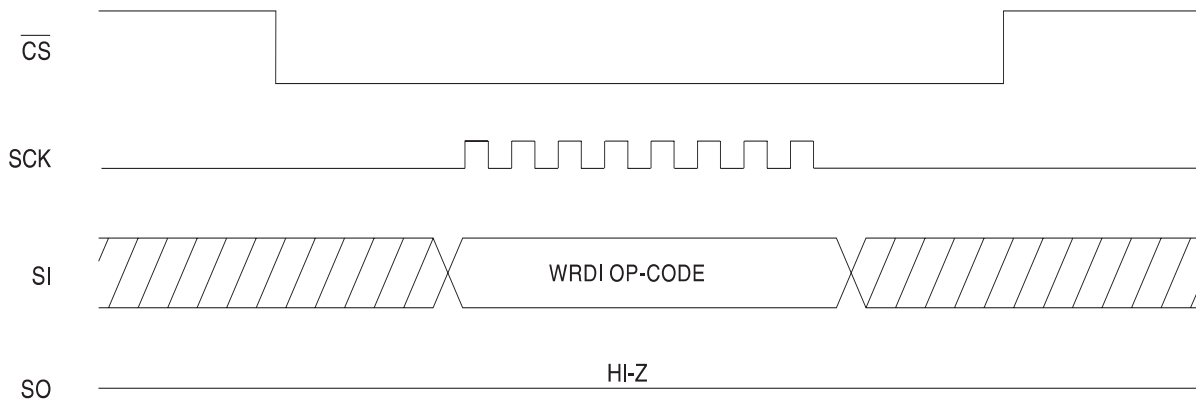 CS
SCK
SI
WRDI OP-CODE
HI-Z
SO